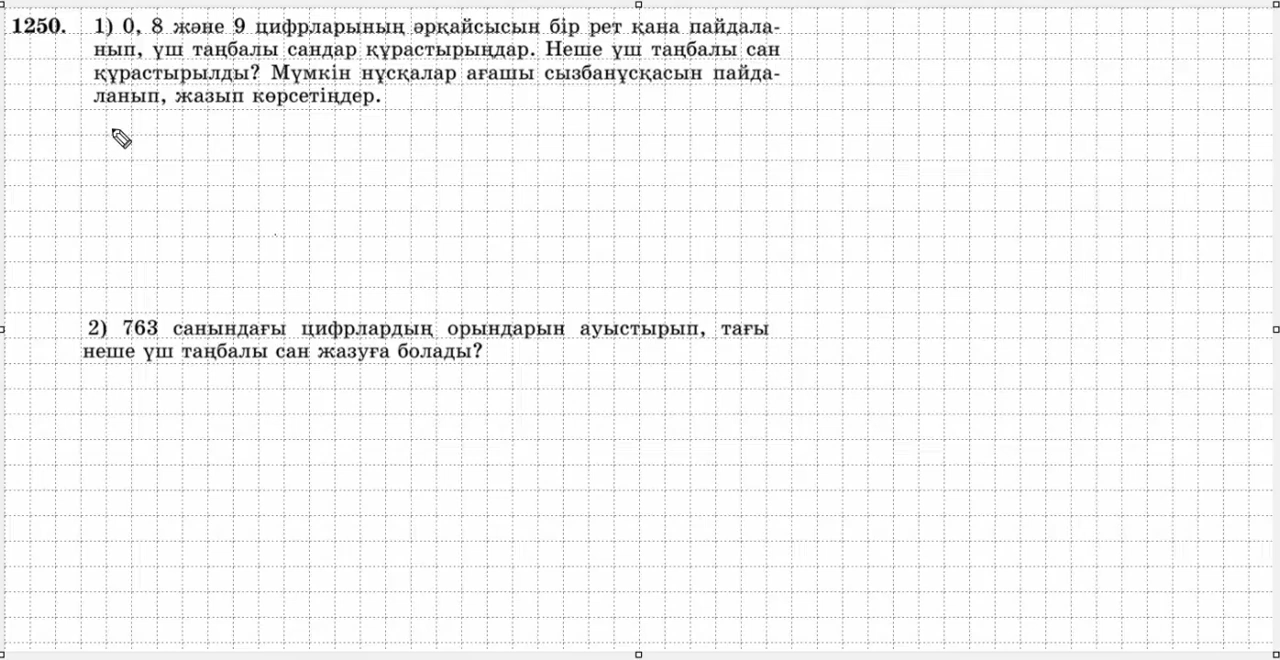 1250. 1) 0, 8 және 9 цифрларының әрқайсысын бір рет қана пайдала-
нып, үш таңбалы сандар құрастырыңдар. Неше үш таңбалы сан
құрастырылды? Мүмкін нұсқалар ағашы сызбанұсқасын пайда-
ланып, жазып көрсетіңдер.
2) 763 санындағы цифрлардың орындарын ауыстырып, тағы
неше үш таңбалы сан жазуға болады?